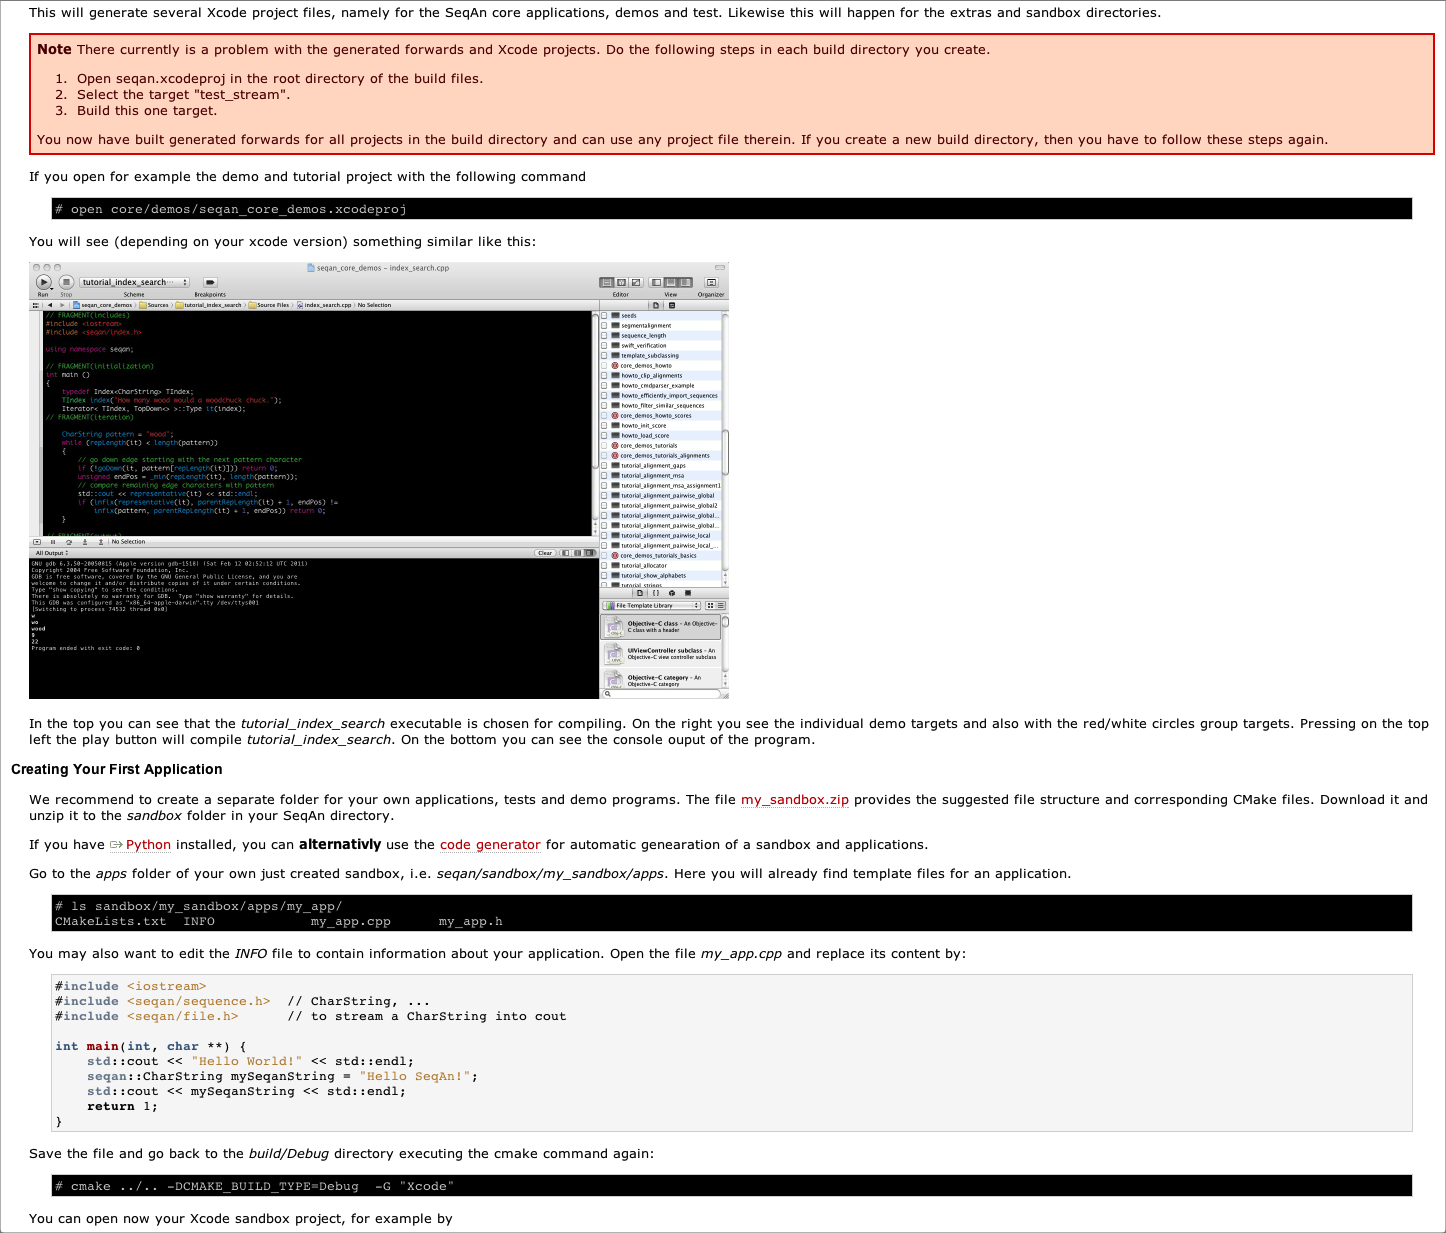 This will generate several Xcode project files, namely for the SeqAn core applications, demos and test. Likewise this will happen for the extras and sandbox directories.
Note There currently is a problem with the generated forwards and Xcode projects. Do the following steps in each build directory you create.
1. Open seqan.xcodeproj in the root directory of the build files.
2. Select the target "test_stream".
3. Build this one target.
You now have built generated forwards for all projects in the build directory and can use any project file therein. If you create a new build directory, then you have to follow these steps again.
If you open for example the demo and tutorial project with the following command
# open core/demos/seqan_core_demos.xcodeproj
You will see (depending on your xcode version) something similar like this:
seqan_core_demos - index_search.cpp
tutorial_index_search...
Run Stop Scheme Breakpoints Editor View Organizer
seqan_core_demos Sources tutorial_index_search Source Files index_search.cpp No Selection
// FRAGMENT(includes)
#include <iostream>
#include <seqan/index.h>
using namespace seqan;
// FRAGMENT(initialization)
int main ()
{
typedef Index<CharString> TIndex;
TIndex index("How many wood would a woodchuck chuck.");
Iterator< TIndex, TopDown<> >::Type it(index);
// FRAGMENT(iteration)
CharString pattern = "wood";
while (repLength(it) < length(pattern))
{
// go down edge starting with the next pattern character
if (!goDown(it, pattern[repLength(it)])) return 0;
unsigned endPos = _min(repLength(it), length(pattern));
// compare remaining edge characters with pattern
std::cout << representative(it) << std::endl;
if (infix(representative(it), parentRepLength(it) + 1, endPos) !=
infix(pattern, parentRepLength(it) + 1, endPos)) return 0;
}
seeds
segmentalignment
sequence_length
swift_verification
template_subclassing
core_demos_howto
howto_clip_alignments
howto_cmdparser_example
howto_efficiently_import_sequences
howto_filter_similar_sequences
core_demos_howto_scores
howto_init_score
howto_load_score
core_demos_tutorials
core_demos_tutorials_alignments
tutorial_alignment_gaps
tutorial_alignment_msa
tutorial_alignment_msa_assignment1
tutorial_alignment_pairwise_global
tutorial_alignment_pairwise_global2
tutorial_alignment_pairwise_global...
tutorial_alignment_pairwise_global...
tutorial_alignment_pairwise_local
tutorial_alignment_pairwise_local_...
core_demos_tutorials_basics
tutorial_allocator
tutorial_show_alphabets
tutorial_strings
No Selection
All Output Clear
GNU gdb 6.3.50-20050815 (Apple version gdb-1518) (Sat Feb 12 02:52:12 UTC 2011)
Copyright 2004 Free Software Foundation, Inc.
GDB is free software, covered by the GNU General Public License, and you are
welcome to change it and/or distribute copies of it under certain conditions.
Type "show copying" to see the conditions.
There is absolutely no warranty for GDB. Type "show warranty" for details.
This GDB was configured as "x86_64-apple-darwin".tty /dev/ttys001
[Switching to process 74532 thread 0x0]
w
wo
wood
9
22
Program ended with exit code: 0
File Template Library
Objective-C class - An Objective-
C class with a header
UIViewController subclass - An
Objective-C view controller subclass
Objective-C category - An
Objective-C category
In the top you can see that the tutorial_index_search executable is chosen for compiling. On the right you see the individual demo targets and also with the red/white circles group targets. Pressing on the top
left the play button will compile tutorial_index_search. On the bottom you can see the console ouput of the program.
Creating Your First Application
We recommend to create a separate folder for your own applications, tests and demo programs. The file my_sandbox.zip provides the suggested file structure and corresponding CMake files. Download it and
unzip it to the sandbox folder in your SeqAn directory.
If you have Python installed, you can alternativly use the code generator for automatic genearation of a sandbox and applications.
Go to the apps folder of your own just created sandbox, i.e. seqan/sandbox/my_sandbox/apps. Here you will already find template files for an application.
# ls sandbox/my_sandbox/apps/my_app/
CMakeLists.txt INFO my_app.cpp my_app.h
You may also want to edit the INFO file to contain information about your application. Open the file my_app.cpp and replace its content by:
#include <iostream>
#include <seqan/sequence.h> // CharString, ...
#include <seqan/file.h> // to stream a CharString into cout
int main(int, char **) {
std::cout << "Hello World!" << std::endl;
seqan::CharString mySeqanString = "Hello SeqAn!";
std::cout << mySeqanString << std::endl;
return 1;
}
Save the file and go back to the build/Debug directory executing the cmake command again:
# cmake ../.. -DCMAKE_BUILD_TYPE=Debug -G "Xcode"
You can open now your Xcode sandbox project, for example by